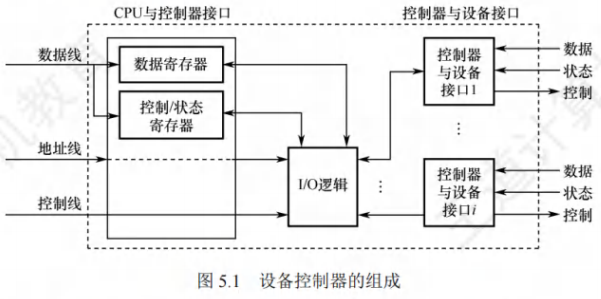 CPU与控制器接口
控制器与设备接口
数据线
数据寄存器
控制/状态
寄存器
地址线
控制线
I/O逻辑
控制器
与设备
接口1
数据
状态
控制
⋮
⋯
控制器
与设备
接口i
数据
状态
控制
图 5.1 设备控制器的组成